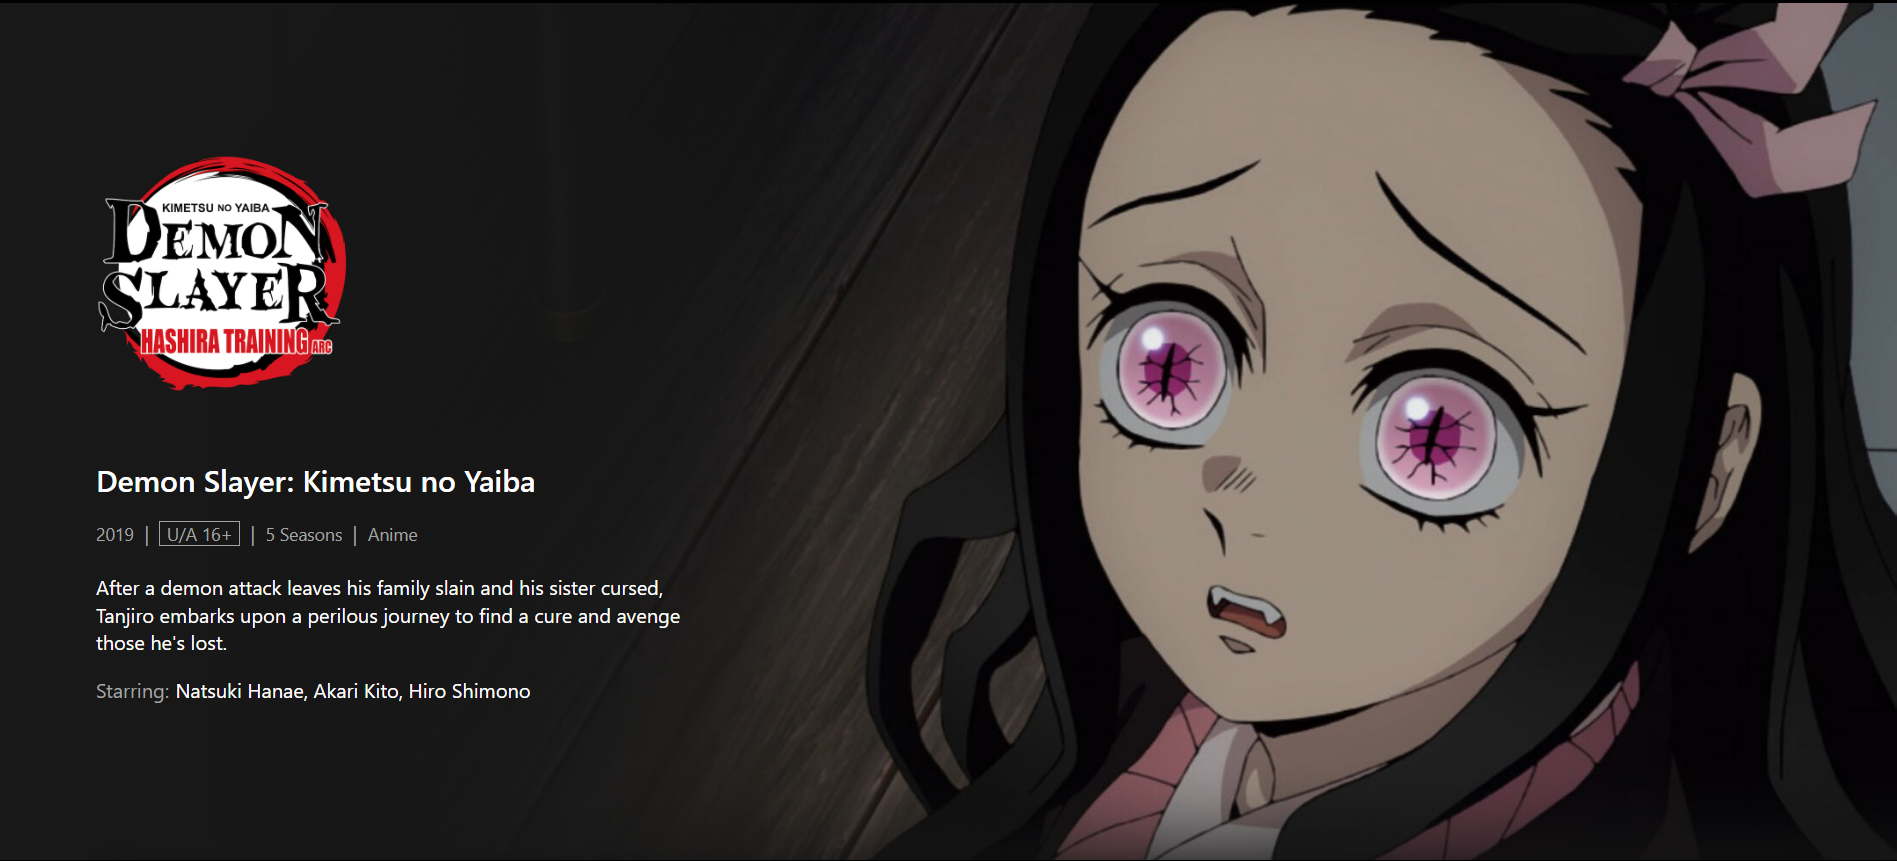 KIMETSU NO YAIBA
DEMON
SLAYER
HASHIRA TRAINING ARC
Demon Slayer: Kimetsu no Yaiba
2019 | U/A 16+ | 5 Seasons | Anime
After a demon attack leaves his family slain and his sister cursed,
Tanjiro embarks upon a perilous journey to find a cure and avenge
those he's lost.
Starring: Natsuki Hanae, Akari Kito, Hiro Shimono